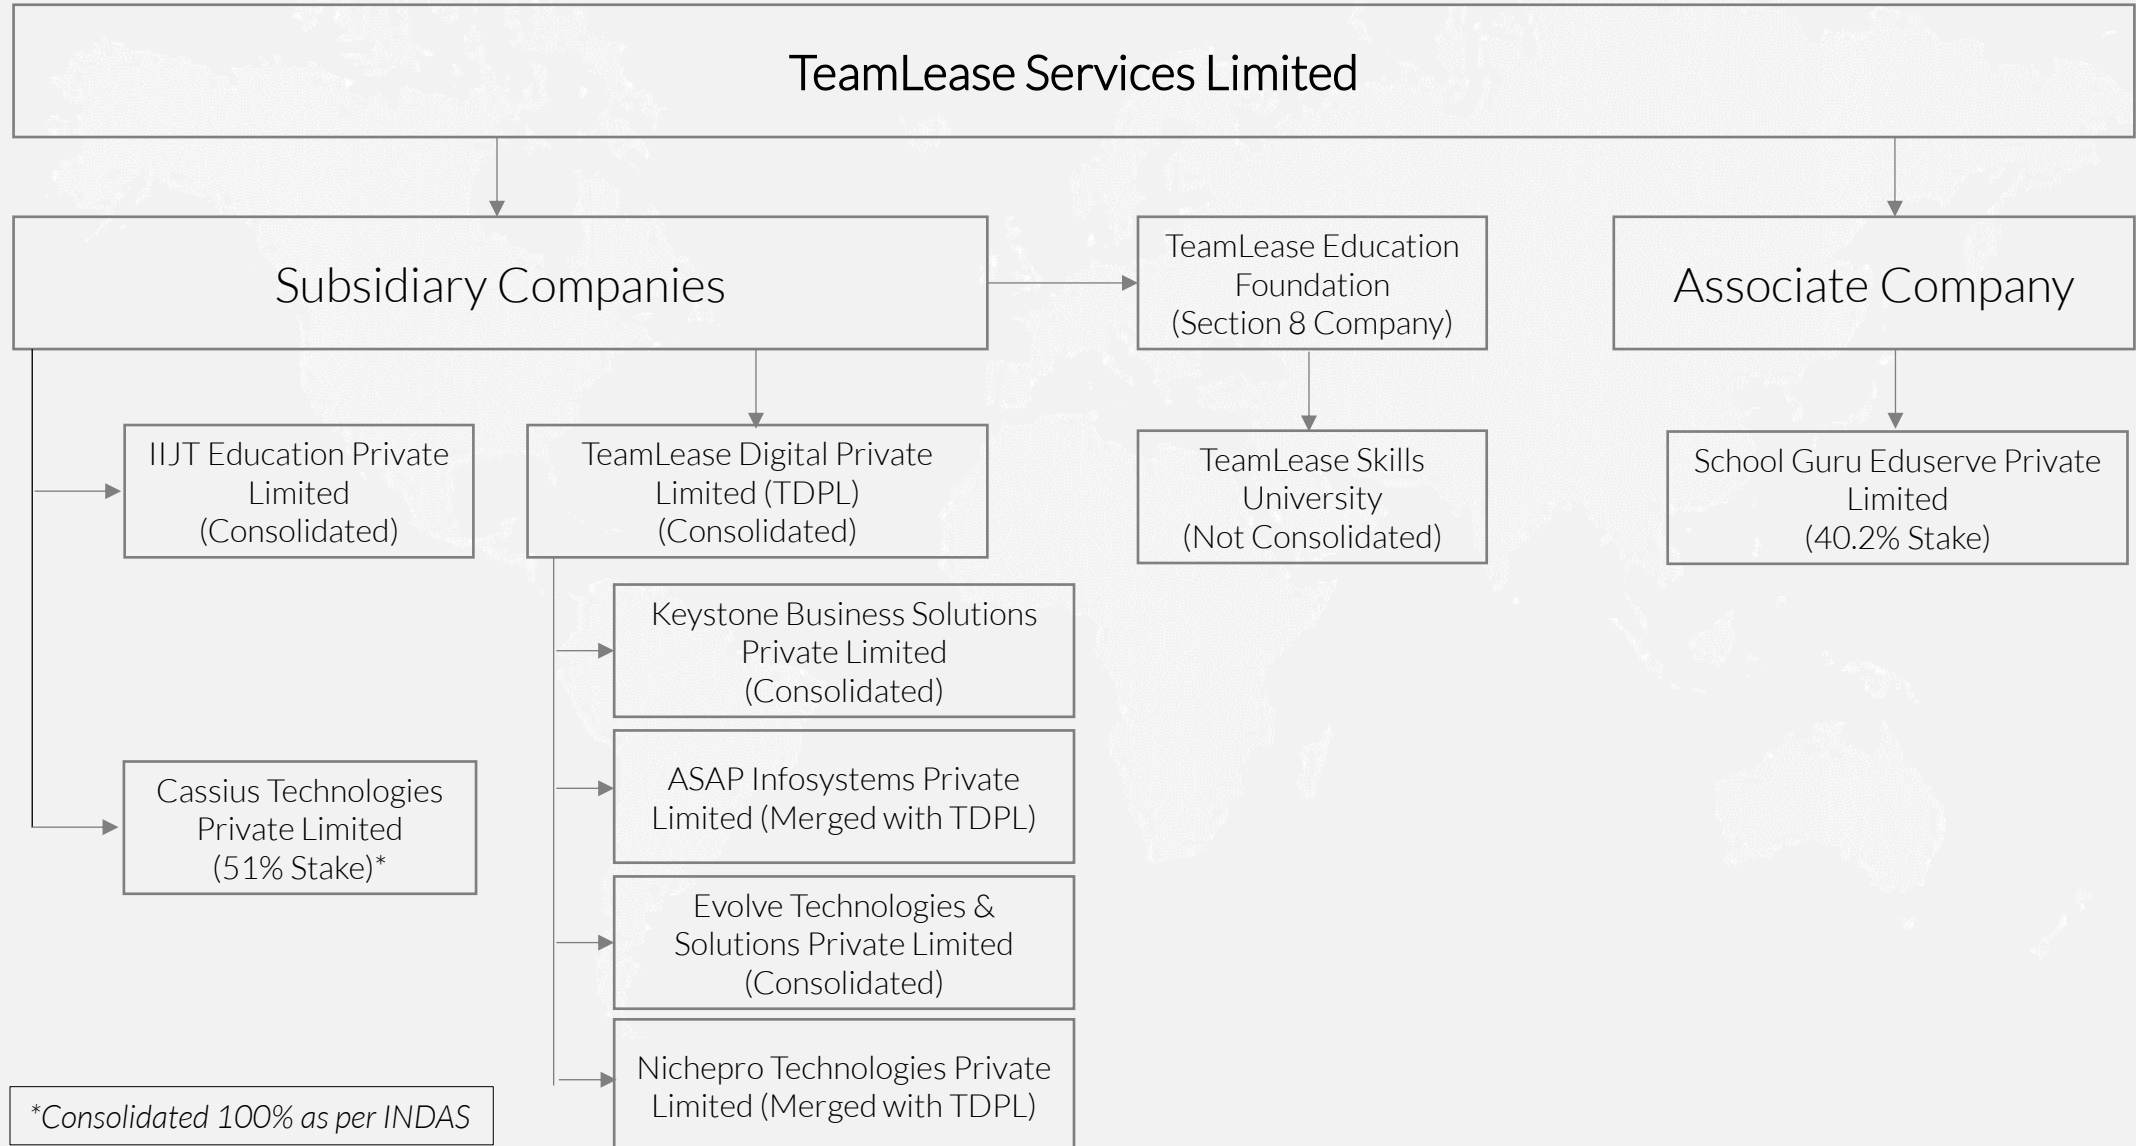 TeamLease Services Limited
Subsidiary Companies
TeamLease Education
Foundation
(Section 8 Company)
Associate Company
IIJT Education Private
Limited
(Consolidated)
TeamLease Digital Private
Limited (TDPL)
(Consolidated)
TeamLease Skills
University
(Not Consolidated)
School Guru Eduserve Private
Limited
(40.2% Stake)
Keystone Business Solutions
Private Limited
(Consolidated)
ASAP Infosystems Private
Limited (Merged with TDPL)
Cassius Technologies
Private Limited
(51% Stake)*
Evolve Technologies &
Solutions Private Limited
(Consolidated)
Nichepro Technologies Private
Limited (Merged with TDPL)
*Consolidated 100% as per INDAS